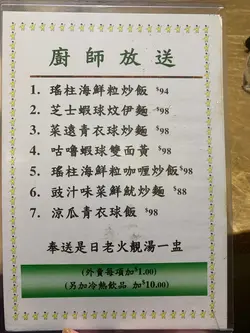 廚師放送
1. 瑤柱海鮮粒炒飯 $94
2. 芝士蝦球炆伊麵 $98
3. 菜遠青衣球炒麵 $98
4. 咕嚕蝦球雙面黃 $98
5. 瑤柱海鮮粒咖喱炒飯 $98
6. 豉汁味菜鮮魷炒麵 $88
7. 涼瓜青衣球飯 $98
奉送是日老火靚湯一盅
(外賣每項加$1.00)
(另加冷熱飲品 加$10.00)